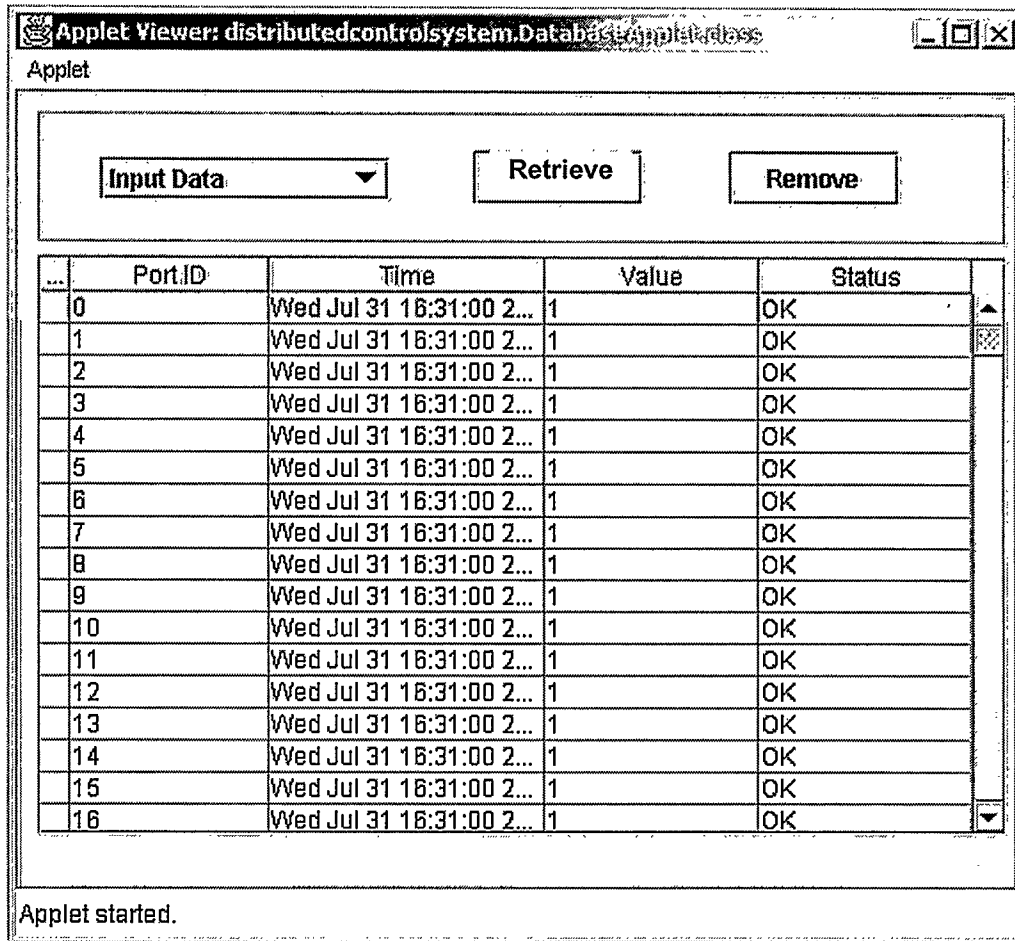 Applet Viewer: distributedcontrolsystem.DatabaseApplet.class
Applet
Input Data Retrieve Remove
... Port ID Time Value Status
0 Wed Jul 31 16:31:00 2... 1 OK
1 Wed Jul 31 16:31:00 2... 1 OK
2 Wed Jul 31 16:31:00 2... 1 OK
3 Wed Jul 31 16:31:00 2... 1 OK
4 Wed Jul 31 16:31:00 2... 1 OK
5 Wed Jul 31 16:31:00 2... 1 OK
6 Wed Jul 31 16:31:00 2... 1 OK
7 Wed Jul 31 16:31:00 2... 1 OK
8 Wed Jul 31 16:31:00 2... 1 OK
9 Wed Jul 31 16:31:00 2... 1 OK
10 Wed Jul 31 16:31:00 2... 1 OK
11 Wed Jul 31 16:31:00 2... 1 OK
12 Wed Jul 31 16:31:00 2... 1 OK
13 Wed Jul 31 16:31:00 2... 1 OK
14 Wed Jul 31 16:31:00 2... 1 OK
15 Wed Jul 31 16:31:00 2... 1 OK
16 Wed Jul 31 16:31:00 2... 1 OK
Applet started.